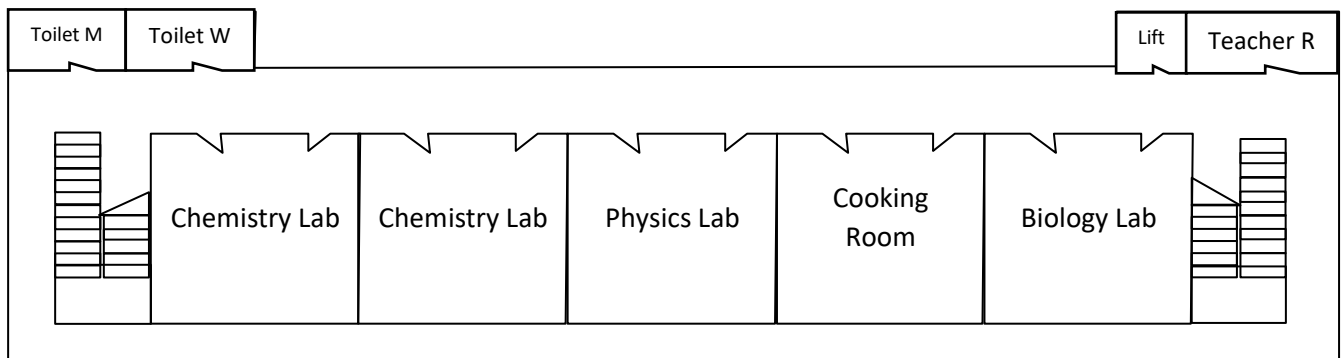 Toilet M
Toilet W
Lift
Teacher R
Chemistry Lab
Chemistry Lab
Physics Lab
Cooking
Room
Biology Lab